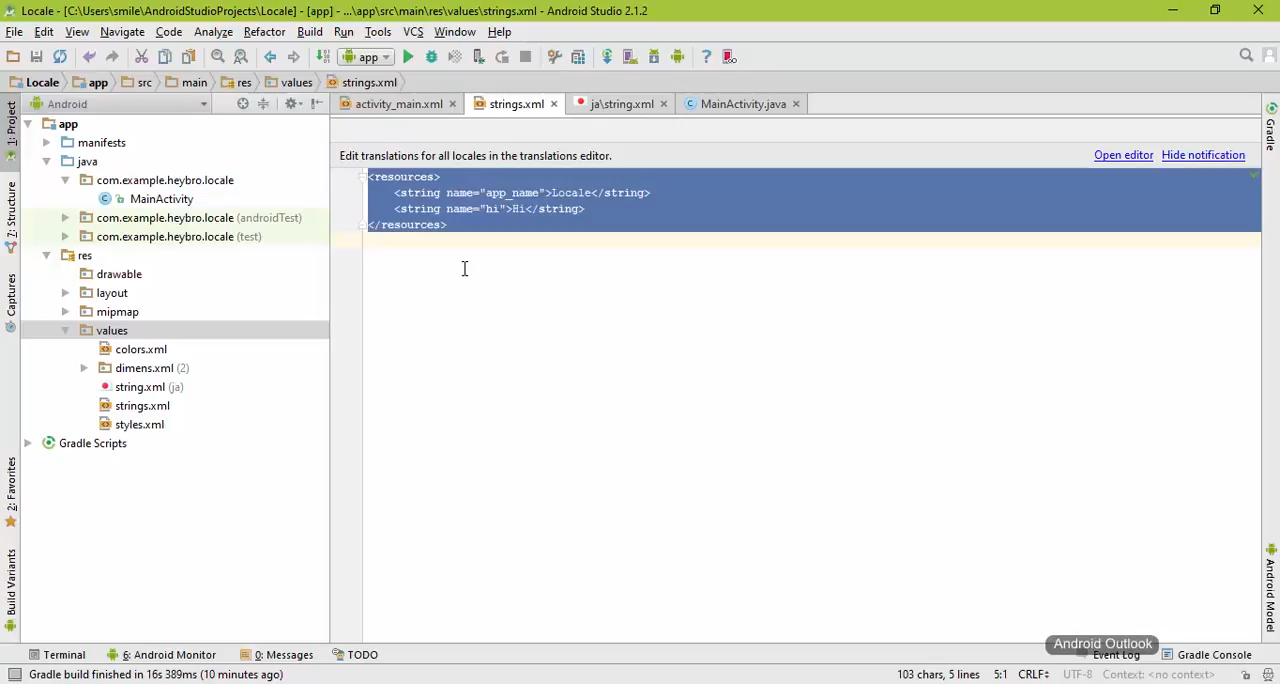 Locale - [C:\Users\smile\AndroidStudioProjects\Locale] - [app] - ...\app\src\main\res\values\strings.xml - Android Studio 2.1.2
File Edit View Navigate Code Analyze Refactor Build Run Tools VCS Window Help
app
Locale app src main res values strings.xml
1: Project
7: Structure
Captures
2: Favorites
Build Variants
Android
app
manifests
java
com.example.heybro.locale
MainActivity
com.example.heybro.locale (androidTest)
com.example.heybro.locale (test)
res
drawable
layout
mipmap
values
colors.xml
dimens.xml (2)
string.xml (ja)
strings.xml
styles.xml
Gradle Scripts
activity_main.xml strings.xml ja\string.xml MainActivity.java
Edit translations for all locales in the translations editor. Open editor Hide notification
<resources>
<string name="app_name">Locale</string>
<string name="hi">Hi</string>
</resources>
Gradle
Android Model
Android Outlook
Terminal 6: Android Monitor 0: Messages TODO Event Log Gradle Console
Gradle build finished in 16s 389ms (10 minutes ago) 103 chars, 5 lines 5:1 CRLF UTF-8 Context: <no context>